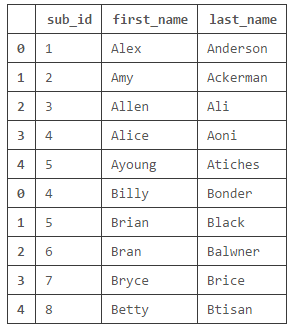 sub_id first_name last_name
0 1 Alex Anderson
1 2 Amy Ackerman
2 3 Allen Ali
3 4 Alice Aoni
4 5 Ayoung Atiches
0 4 Billy Bonder
1 5 Brian Black
2 6 Bran Balwner
3 7 Bryce Brice
4 8 Betty Btisan